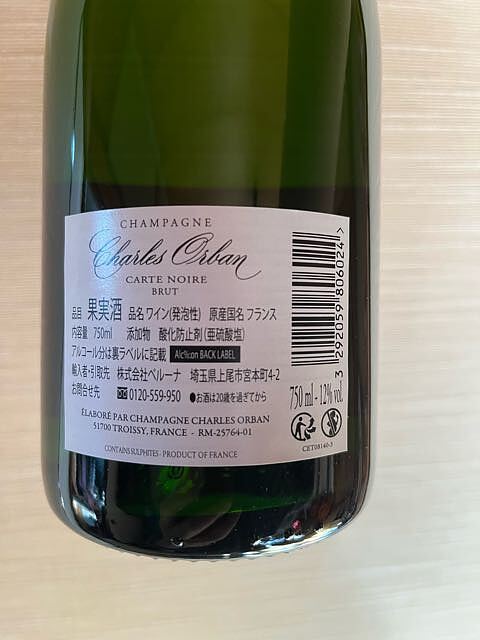 CHAMPAGNE
Charles Orban
CARTE NOIRE
BRUT
品目 果実酒 品名 ワイン(発泡性) 原産国名 フランス
内容量 750ml 添加物 酸化防止剤(亜硫酸塩)
アルコール分は裏ラベルに記載 Alc%:on BACK LABEL
輸入者・引取先 株式会社ベルーナ 埼玉県上尾市宮本町4-2
お問合せ先 0120-559-950 ●お酒は20歳を過ぎてから
ÉLABORÉ PAR CHAMPAGNE CHARLES ORBAN
51700 TROISSY, FRANCE - RM-25764-01
CONTAINS SULPHITES - PRODUCT OF FRANCE
3 292059 806024 >
750 ml - 12% vol.
CET08140-3